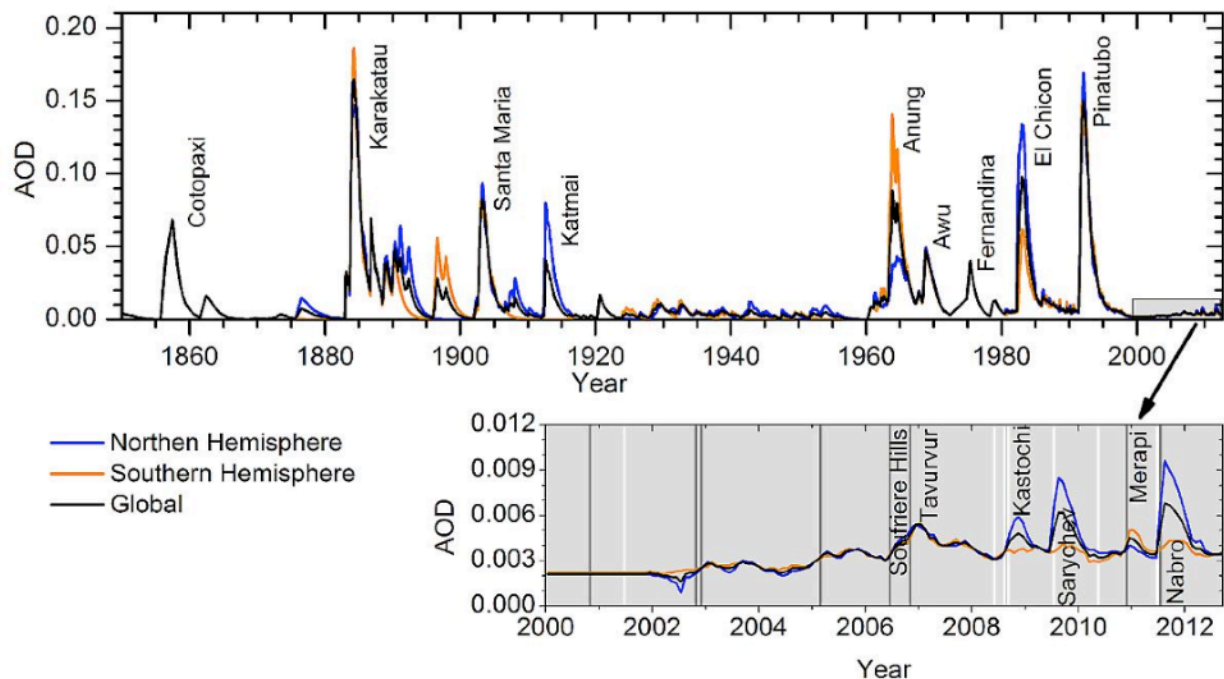 0.20
0.15
0.10
0.05
0.00
AOD
Cotopaxi
Karakatau
Santa Maria
Katmai
Anung
Awu
Fernandina
El Chicon
Pinatubo
1860 1880 1900 1920 1940 1960 1980 2000
Year
Northen Hemisphere
Southern Hemisphere
Global
0.012
0.009
0.006
0.003
0.000
AOD
Soufriere Hills
Tavurvur
Kastochi
Sarychev
Merapi
Nabro
2000 2002 2004 2006 2008 2010 2012
Year